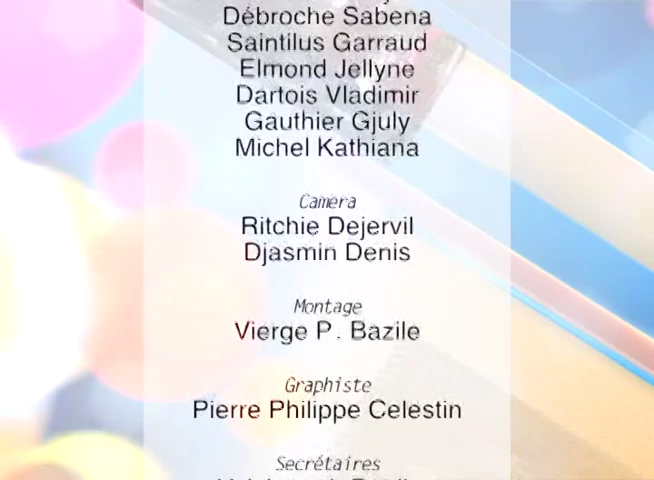 Débroche Sabena
Saintilus Garraud
Elmond Jellyne
Dartois Vladimir
Gauthier Gjuly
Michel Kathiana
Caméra
Ritchie Dejervil
Djasmin Denis
Montage
Vierge P. Bazile
Graphiste
Pierre Philippe Celestin
Secrétaires